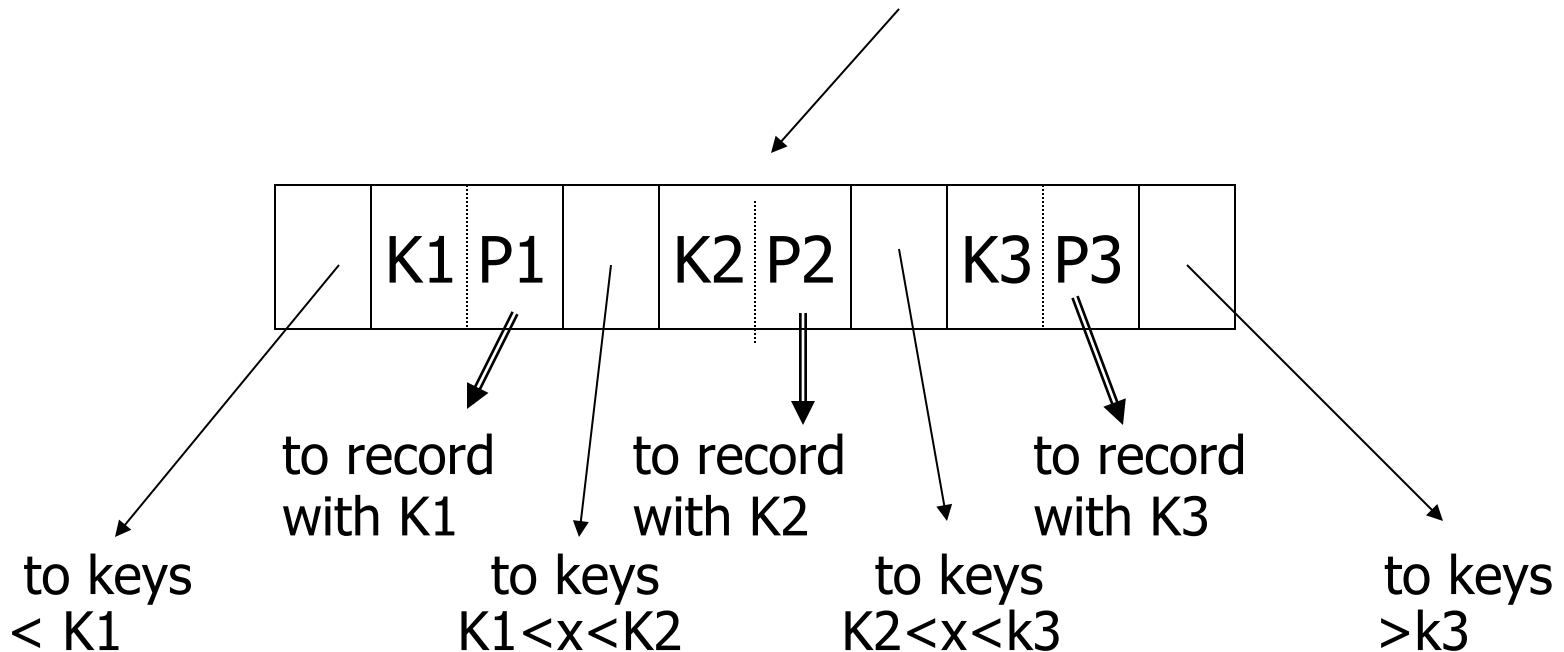 K1 P1 K2 P2 K3 P3
to record
with K1
to record
with K2
to record
with K3
to keys
< K1
to keys
K1<x<K2
to keys
K2<x<k3
to keys
>k3